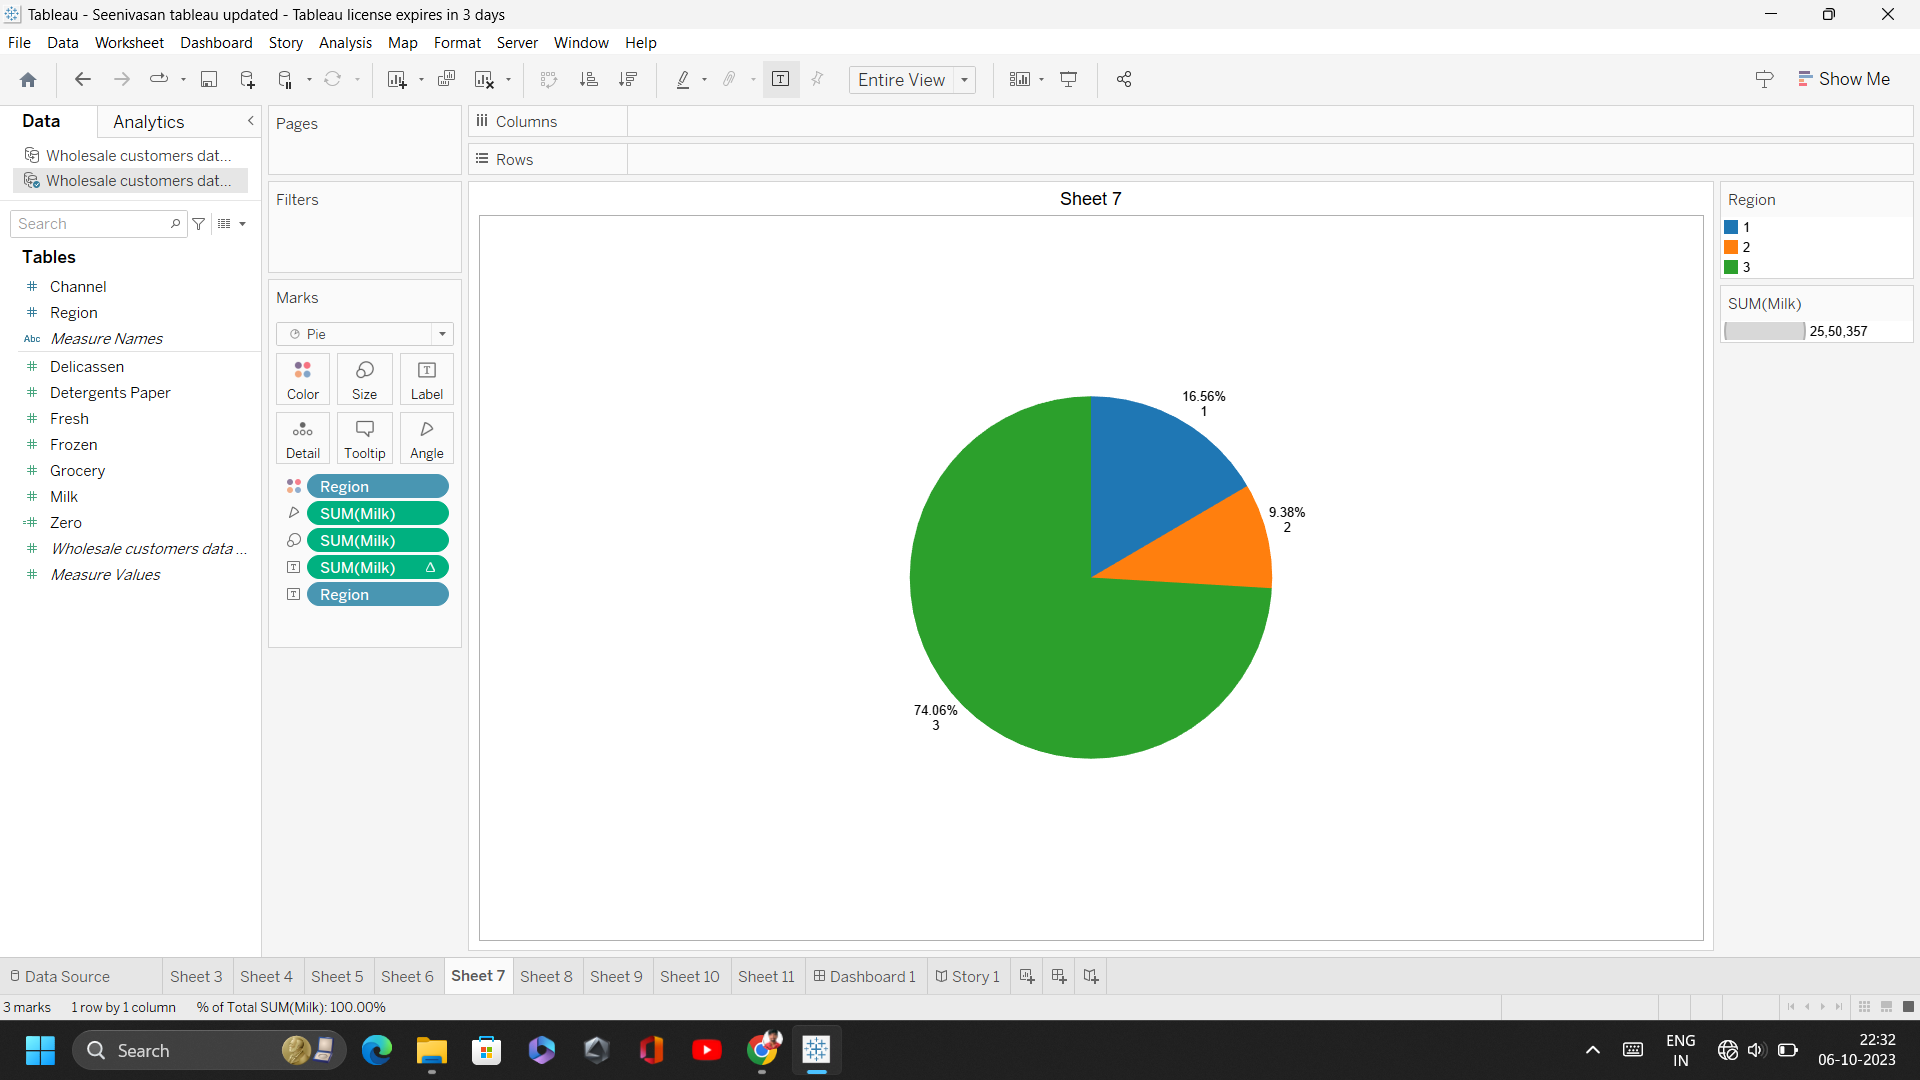 Tableau - Seenivasan tableau updated - Tableau license expires in 3 days
File Data Worksheet Dashboard Story Analysis Map Format Server Window Help
Entire View
Show Me
Data Analytics
Wholesale customers dat...
Wholesale customers dat...
Search
Tables
Channel
Region
Abc Measure Names
Delicassen
Detergents Paper
Fresh
Frozen
Grocery
Milk
Zero
Wholesale customers data ...
Measure Values
Pages
Filters
Marks
Pie
Color Size Label
Detail Tooltip Angle
Region
SUM(Milk)
SUM(Milk)
SUM(Milk) Δ
Region
Columns
Rows
Sheet 7
16.56%
1
9.38%
2
74.06%
3
Region
1
2
3
SUM(Milk)
25,50,357
Data Source Sheet 3 Sheet 4 Sheet 5 Sheet 6 Sheet 7 Sheet 8 Sheet 9 Sheet 10 Sheet 11 Dashboard 1 Story 1
3 marks 1 row by 1 column % of Total SUM(Milk): 100.00%
Search
ENG
IN
22:32
06-10-2023